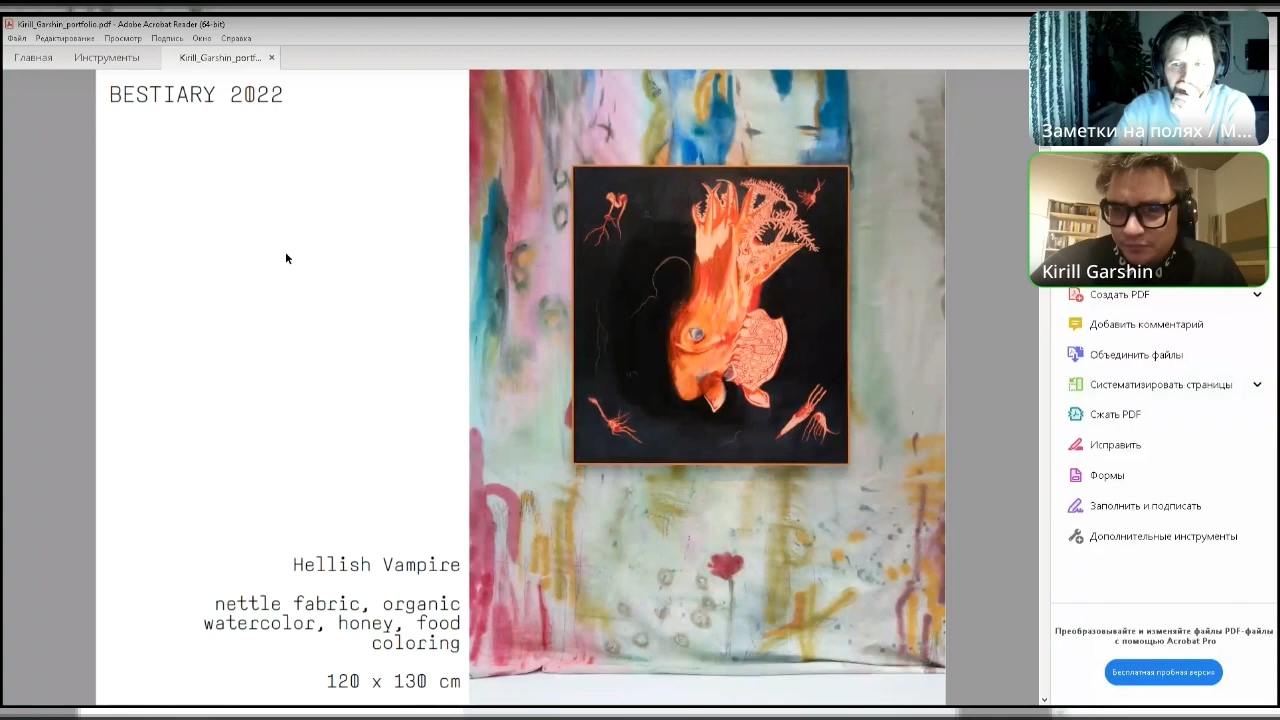 Kirill_Garshin_portfolio.pdf - Adobe Acrobat Reader (64-bit)
Файл Редактирование Просмотр Подпись Окно Справка
Главная Инструменты Kirill_Garshin_portf... ×
BESTIARY 2022
Hellish Vampire
nettle fabric, organic
watercolor, honey, food
coloring
120 x 130 cm
Заметки на полях / М...
Kirill Garshin
Создать PDF
Добавить комментарий
Объединить файлы
Систематизировать страницы
Сжать PDF
Исправить
Формы
Заполнить и подписать
Дополнительные инструменты
Преобразовывайте и изменяйте файлы PDF-файлы
с помощью Acrobat Pro
Бесплатная пробная версия